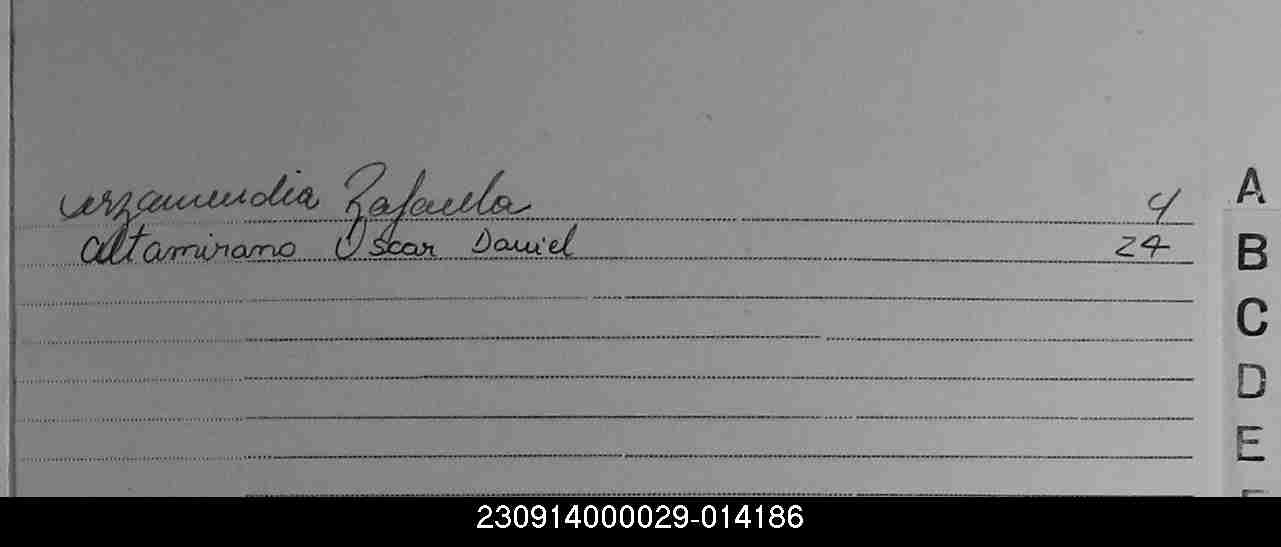 Arzamendia Rafaela 4
Altamirano Oscar Daniel 24
A
B
C
D
E
230914000029-014186